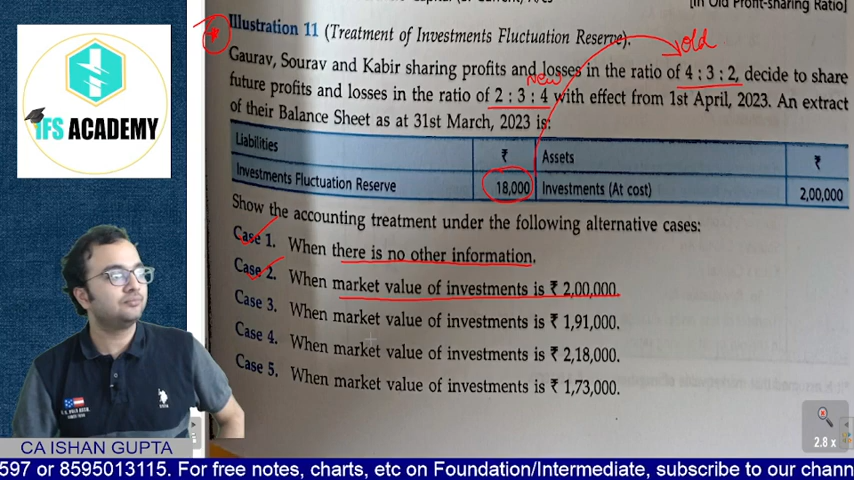 [In Old Profit-sharing Ratio]
Illustration 11 (Treatment of Investments Fluctuation Reserve).
old
Gaurav, Sourav and Kabir sharing profits and losses in the ratio of 4 : 3 : 2, decide to share
new
future profits and losses in the ratio of 2 : 3 : 4 with effect from 1st April, 2023. An extract
of their Balance Sheet as at 31st March, 2023 is:
Liabilities ₹ Assets ₹
Investments Fluctuation Reserve 18,000 Investments (At cost) 2,00,000
Show the accounting treatment under the following alternative cases:
Case 1. When there is no other information.
Case 2. When market value of investments is ₹ 2,00,000.
Case 3. When market value of investments is ₹ 1,91,000.
Case 4. When market value of investments is ₹ 2,18,000.
Case 5. When market value of investments is ₹ 1,73,000.
IFS ACADEMY
2.8 x
CA ISHAN GUPTA
597 or 8595013115. For free notes, charts, etc on Foundation/Intermediate, subscribe to our chann